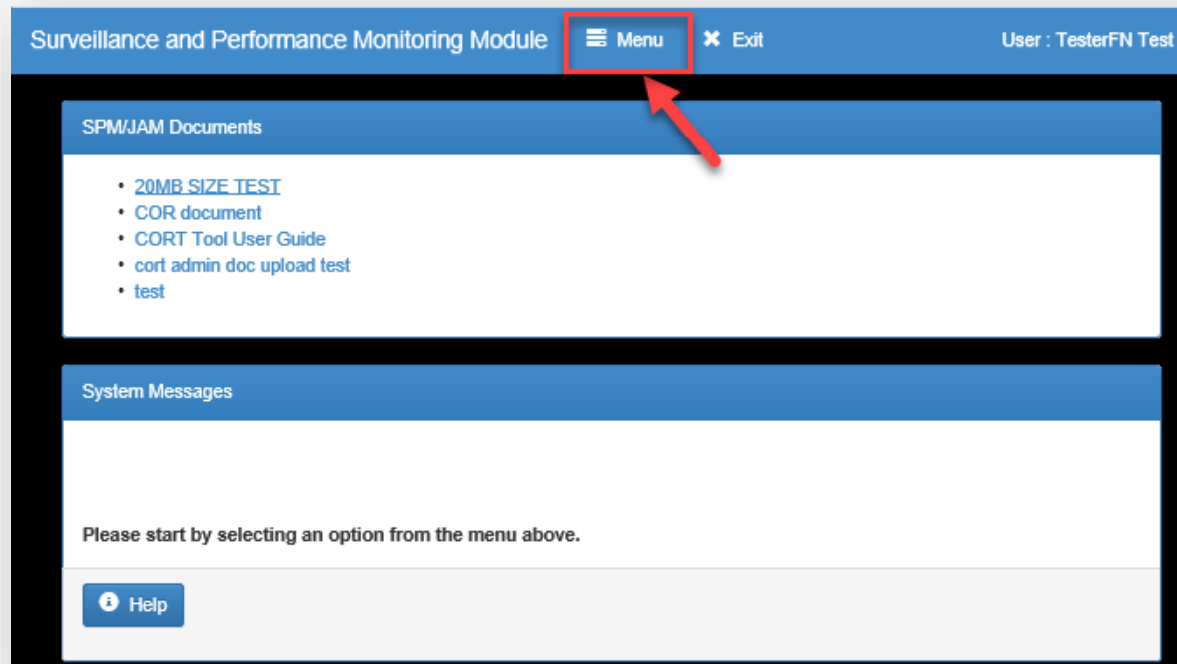 Surveillance and Performance Monitoring Module Menu Exit User : TesterFN Test
SPM/JAM Documents
20MB SIZE TEST
COR document
CORT Tool User Guide
cort admin doc upload test
test
System Messages
Please start by selecting an option from the menu above.
Help